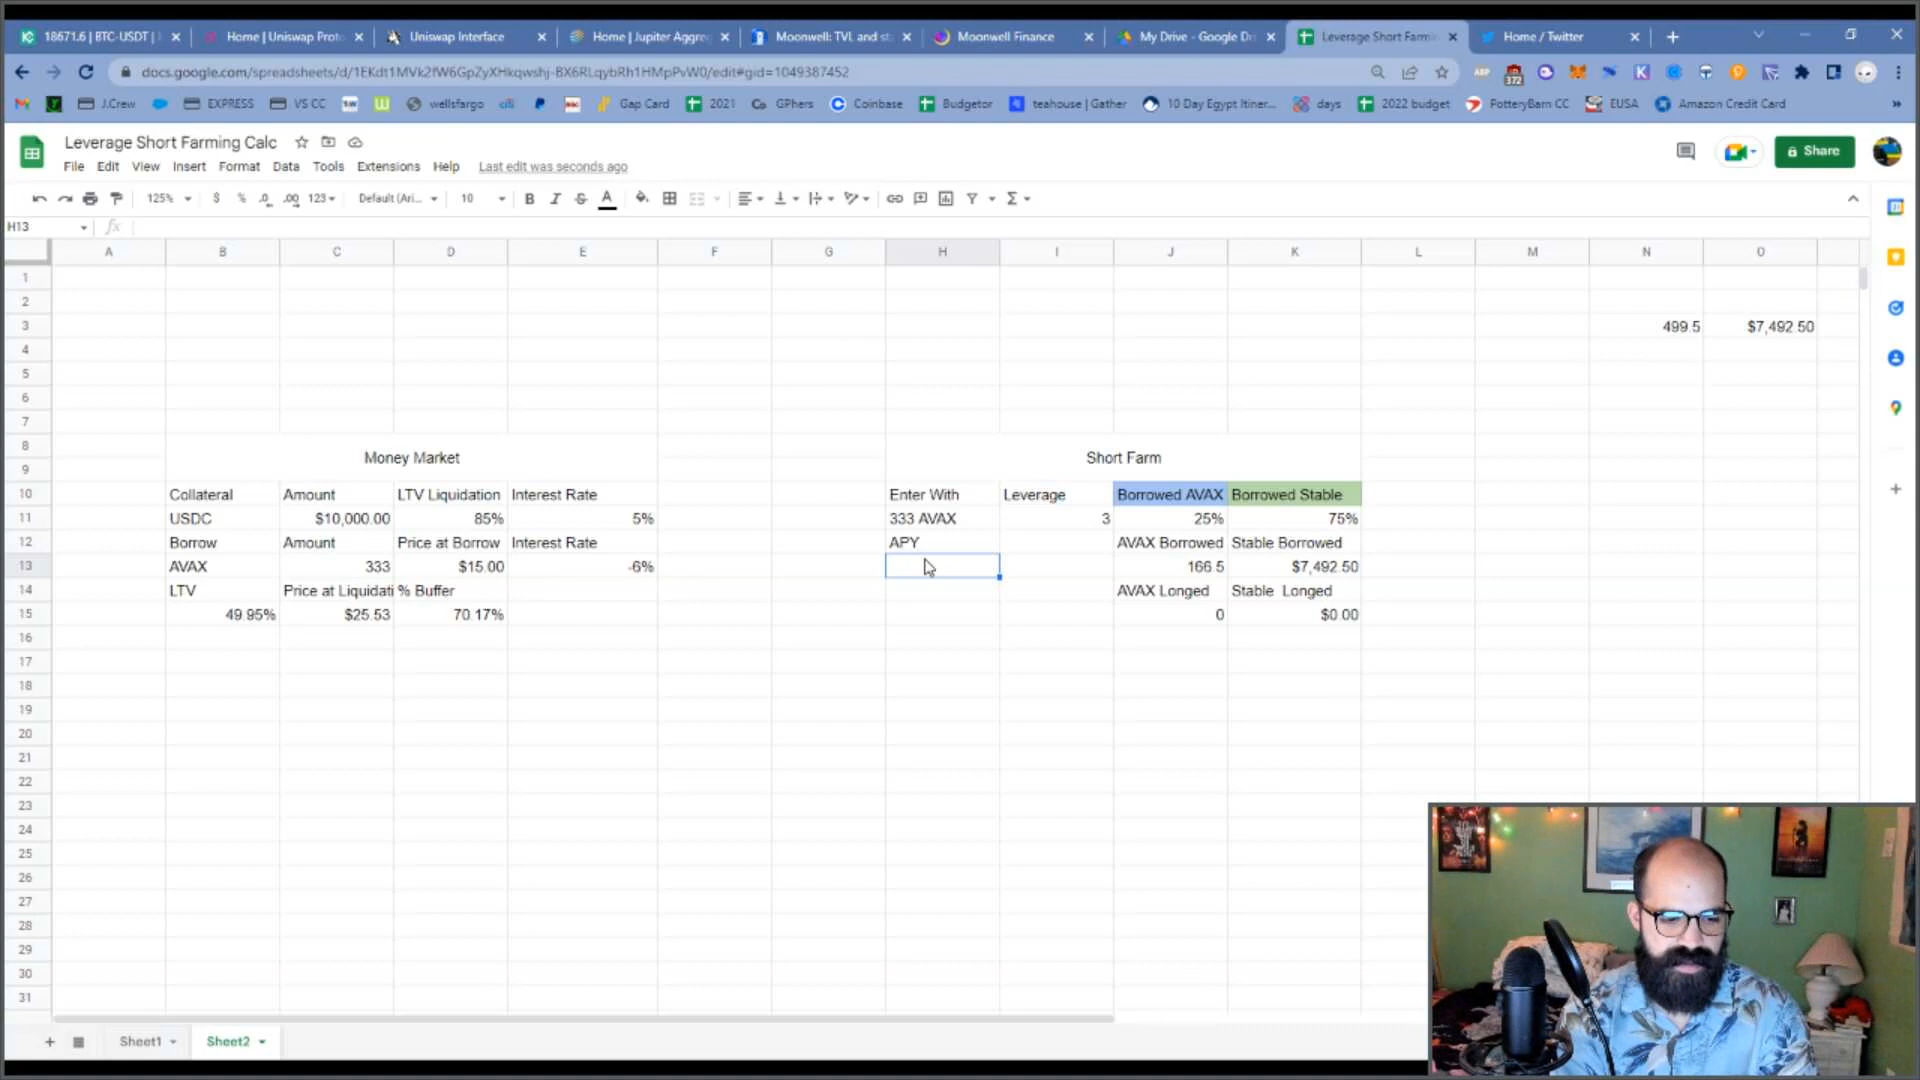 18671.6 | BTC-USDT |
Home | Uniswap Proto
Uniswap Interface
Home | Jupiter Aggreg
Moonwell: TVL and st
Moonwell Finance
My Drive - Google Dr
Leverage Short Farmin
Home / Twitter
docs.google.com/spreadsheets/d/1EKdt1MVk2fW6GpZyXHkqwshj-BX6RLqybRh1HMpPvW0/edit#gid=1049387452
372
J.Crew
EXPRESS
VS CC
wellsfargo
citi
Gap Card
2021
GPhers
Coinbase
Budgetor
teahouse | Gather
10 Day Egypt Itiner...
days
2022 budget
PotteryBarn CC
EUSA
Amazon Credit Card
Leverage Short Farming Calc
File Edit View Insert Format Data Tools Extensions Help Last edit was seconds ago
Share
125% $ % .0 .00 123 Default (Ari... 10 B I S A
H13
A B C D E F G H I J K L M N O
1
2
3 499.5 $7,492.50
4
5
6
7
8 Money Market Short Farm
9
10 Collateral Amount LTV Liquidation Interest Rate Enter With Leverage Borrowed AVAX Borrowed Stable
11 USDC $10,000.00 85% 5% 333 AVAX 3 25% 75%
12 Borrow Amount Price at Borrow Interest Rate APY AVAX Borrowed Stable Borrowed
13 AVAX 333 $15.00 -6% 166.5 $7,492.50
14 LTV Price at Liquidati % Buffer AVAX Longed Stable Longed
15 49.95% $25.53 70.17% 0 $0.00
16
17
18
19
20
21
22
23
24
25
26
27
28
29
30
31
Sheet1
Sheet2